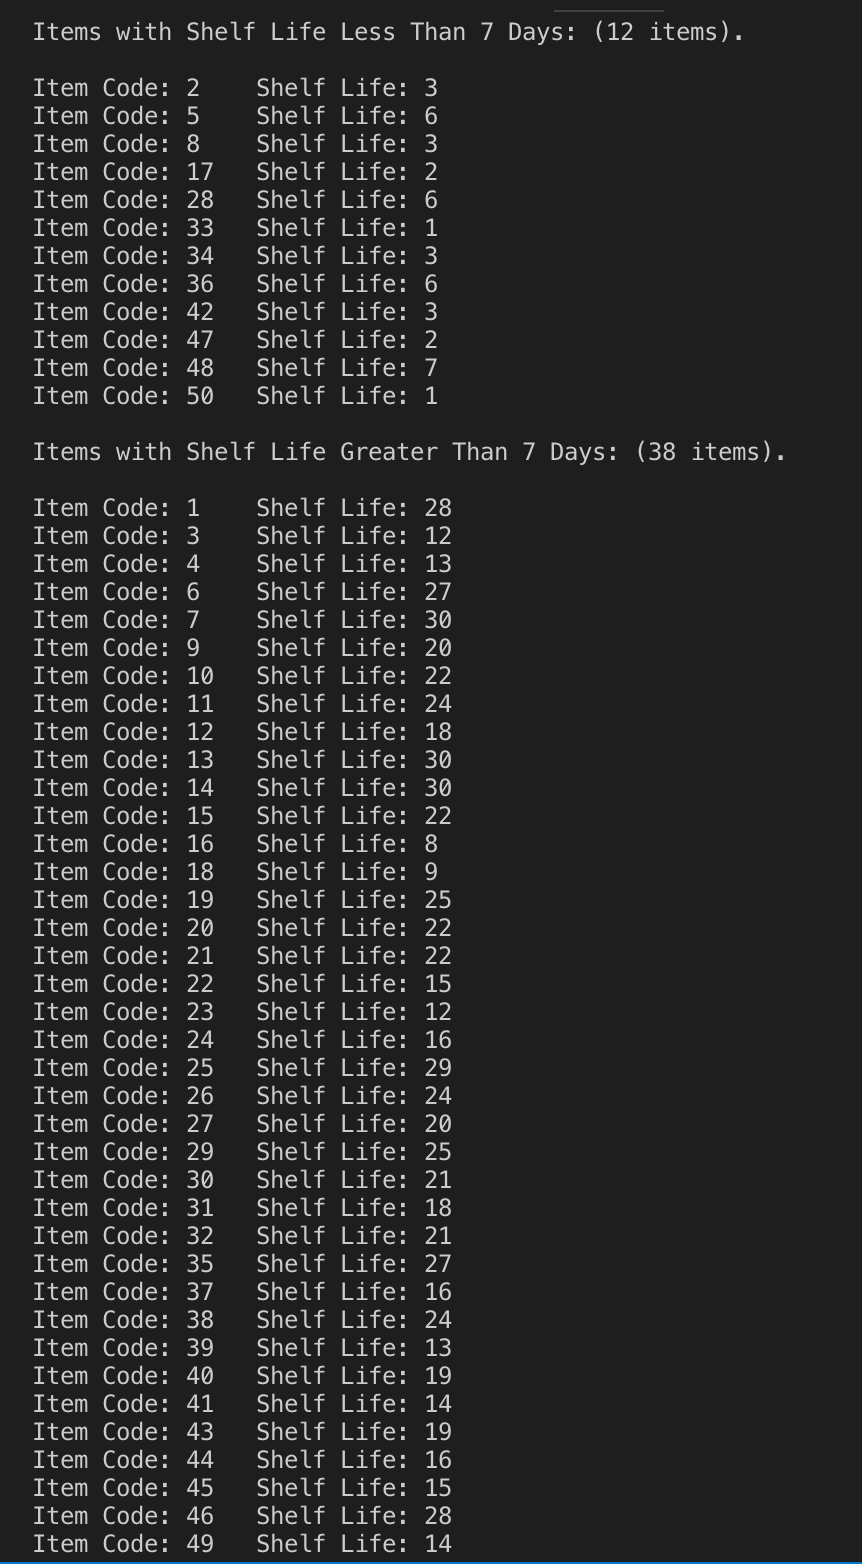 Items with Shelf Life Less Than 7 Days: (12 items).
Item Code: 2    Shelf Life: 3
Item Code: 5    Shelf Life: 6
Item Code: 8    Shelf Life: 3
Item Code: 17   Shelf Life: 2
Item Code: 28   Shelf Life: 6
Item Code: 33   Shelf Life: 1
Item Code: 34   Shelf Life: 3
Item Code: 36   Shelf Life: 6
Item Code: 42   Shelf Life: 3
Item Code: 47   Shelf Life: 2
Item Code: 48   Shelf Life: 7
Item Code: 50   Shelf Life: 1
Items with Shelf Life Greater Than 7 Days: (38 items).
Item Code: 1    Shelf Life: 28
Item Code: 3    Shelf Life: 12
Item Code: 4    Shelf Life: 13
Item Code: 6    Shelf Life: 27
Item Code: 7    Shelf Life: 30
Item Code: 9    Shelf Life: 20
Item Code: 10   Shelf Life: 22
Item Code: 11   Shelf Life: 24
Item Code: 12   Shelf Life: 18
Item Code: 13   Shelf Life: 30
Item Code: 14   Shelf Life: 30
Item Code: 15   Shelf Life: 22
Item Code: 16   Shelf Life: 8
Item Code: 18   Shelf Life: 9
Item Code: 19   Shelf Life: 25
Item Code: 20   Shelf Life: 22
Item Code: 21   Shelf Life: 22
Item Code: 22   Shelf Life: 15
Item Code: 23   Shelf Life: 12
Item Code: 24   Shelf Life: 16
Item Code: 25   Shelf Life: 29
Item Code: 26   Shelf Life: 24
Item Code: 27   Shelf Life: 20
Item Code: 29   Shelf Life: 25
Item Code: 30   Shelf Life: 21
Item Code: 31   Shelf Life: 18
Item Code: 32   Shelf Life: 21
Item Code: 35   Shelf Life: 27
Item Code: 37   Shelf Life: 16
Item Code: 38   Shelf Life: 24
Item Code: 39   Shelf Life: 13
Item Code: 40   Shelf Life: 19
Item Code: 41   Shelf Life: 14
Item Code: 43   Shelf Life: 19
Item Code: 44   Shelf Life: 16
Item Code: 45   Shelf Life: 15
Item Code: 46   Shelf Life: 28
Item Code: 49   Shelf Life: 14